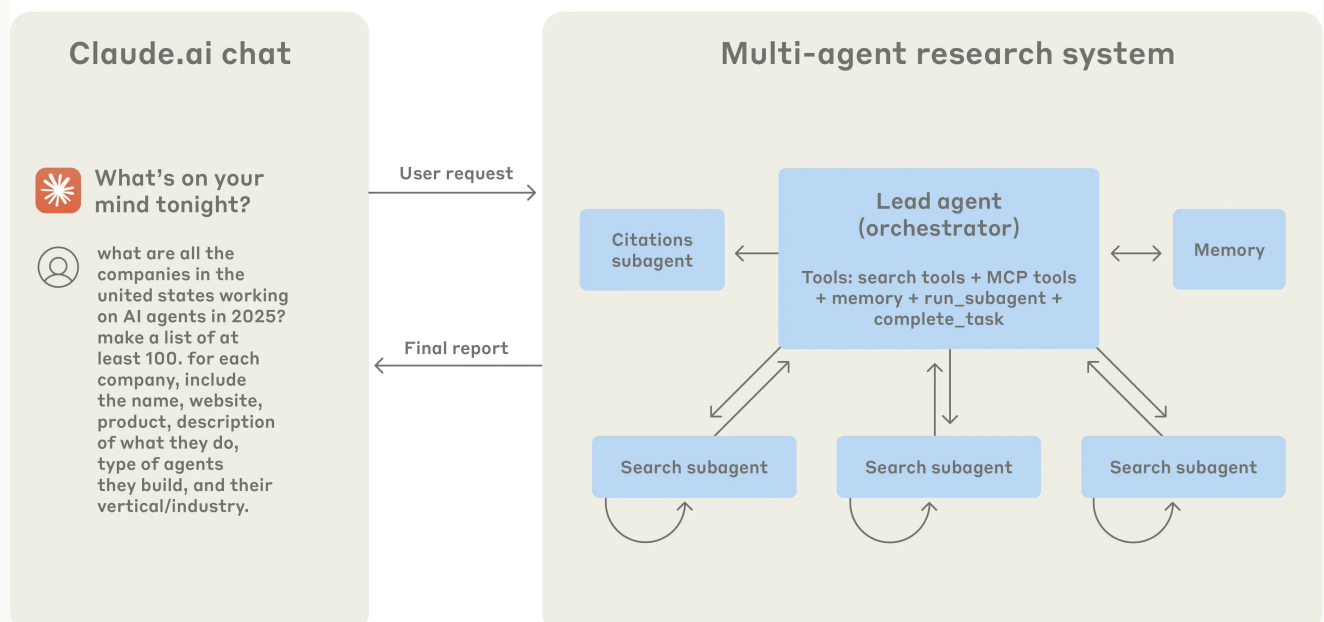 Claude.ai chat
What's on your
mind tonight?
what are all the
companies in the
united states working
on AI agents in 2025?
make a list of at
least 100. for each
company, include
the name, website,
product, description
of what they do,
type of agents
they build, and their
vertical/industry.
User request
Final report
Multi-agent research system
Citations
subagent
Lead agent
(orchestrator)
Tools: search tools + MCP tools
+ memory + run_subagent +
complete_task
Memory
Search subagent
Search subagent
Search subagent